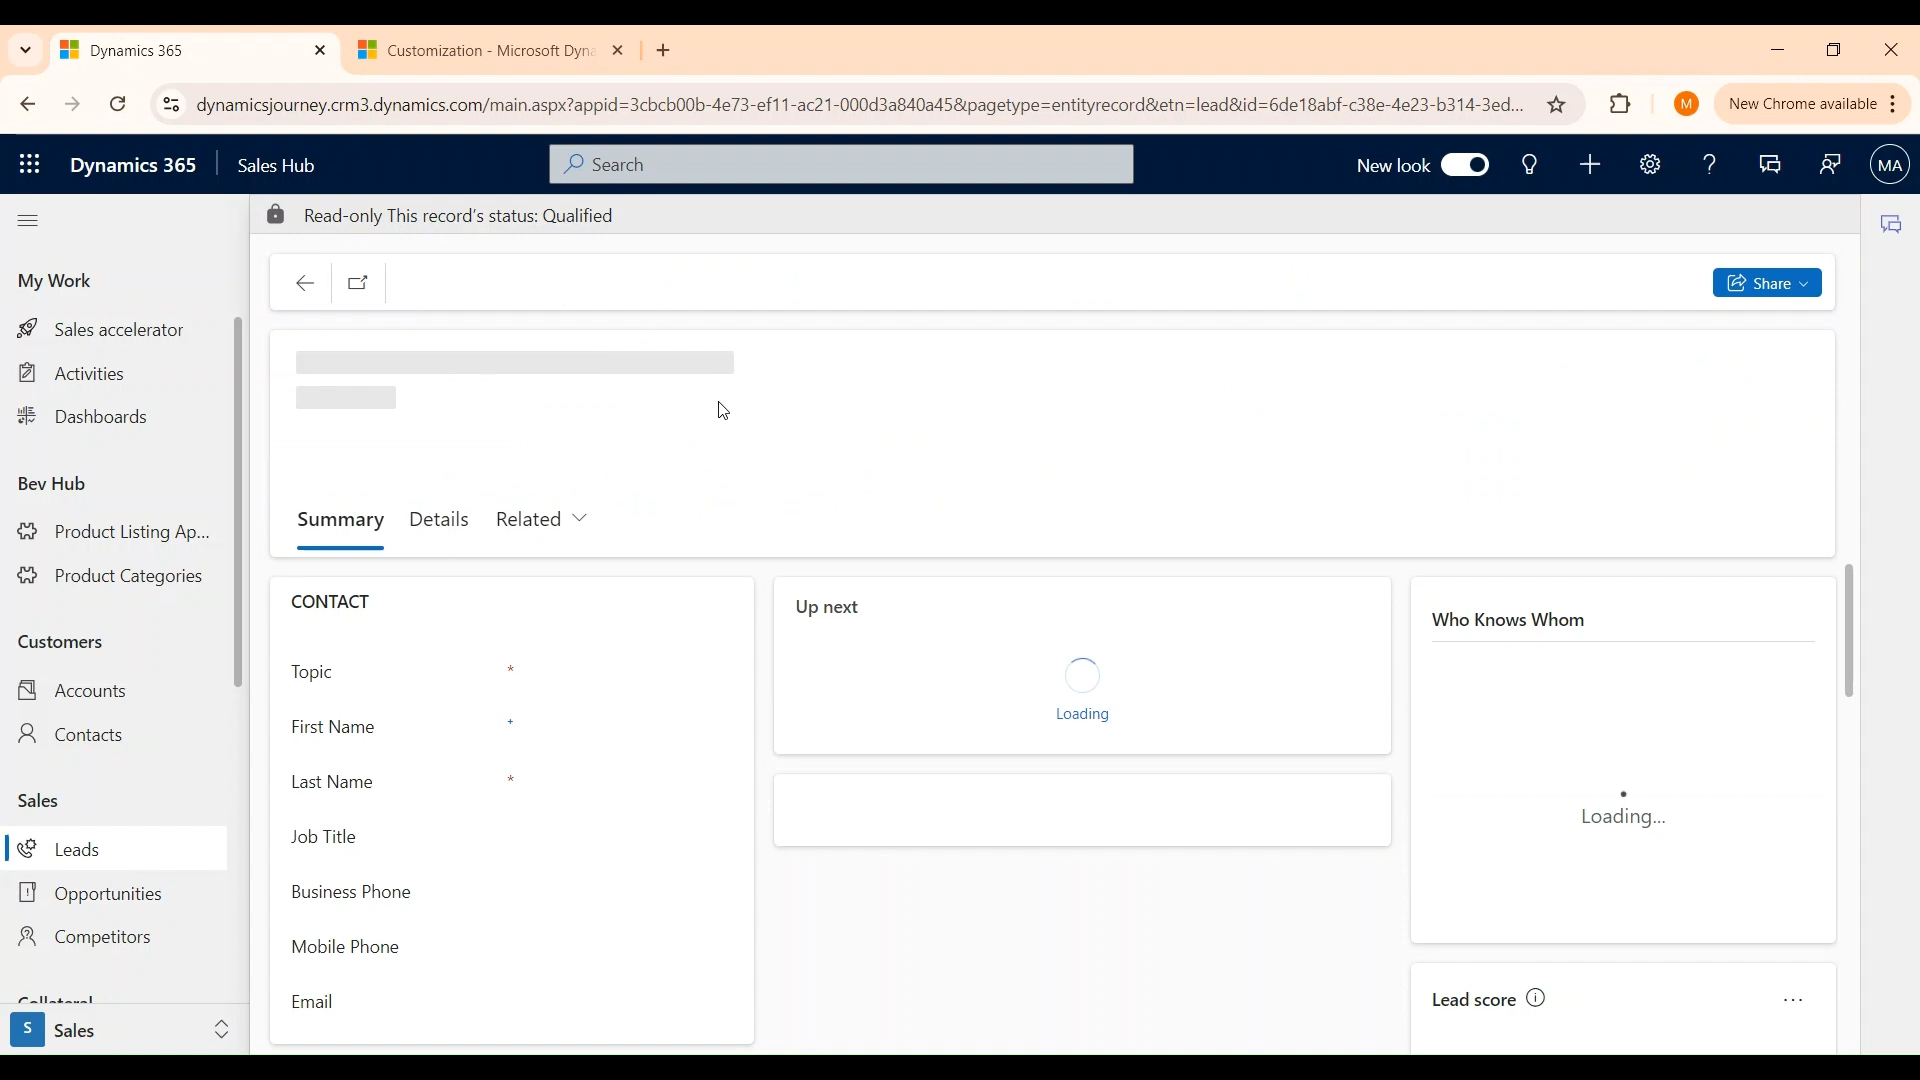 Dynamics 365
Customization - Microsoft Dyna
dynamicsjourney.crm3.dynamics.com/main.aspx?appid=3cbcb00b-4e73-ef11-ac21-000d3a840a45&pagetype=entityrecord&etn=lead&id=6de18abf-c38e-4e23-b314-3ed...
M
New Chrome available
Dynamics 365
Sales Hub
Search
New look
MA
Read-only This record's status: Qualified
My Work
Share
Sales accelerator
Activities
Dashboards
Bev Hub
Summary
Details
Related
Product Listing Ap...
Product Categories
CONTACT
Up next
Who Knows Whom
Customers
Topic *
First Name +
Last Name *
Job Title
Business Phone
Mobile Phone
Email
Loading
Loading...
Accounts
Contacts
Sales
Leads
Opportunities
Competitors
Collateral
Lead score
S
Sales